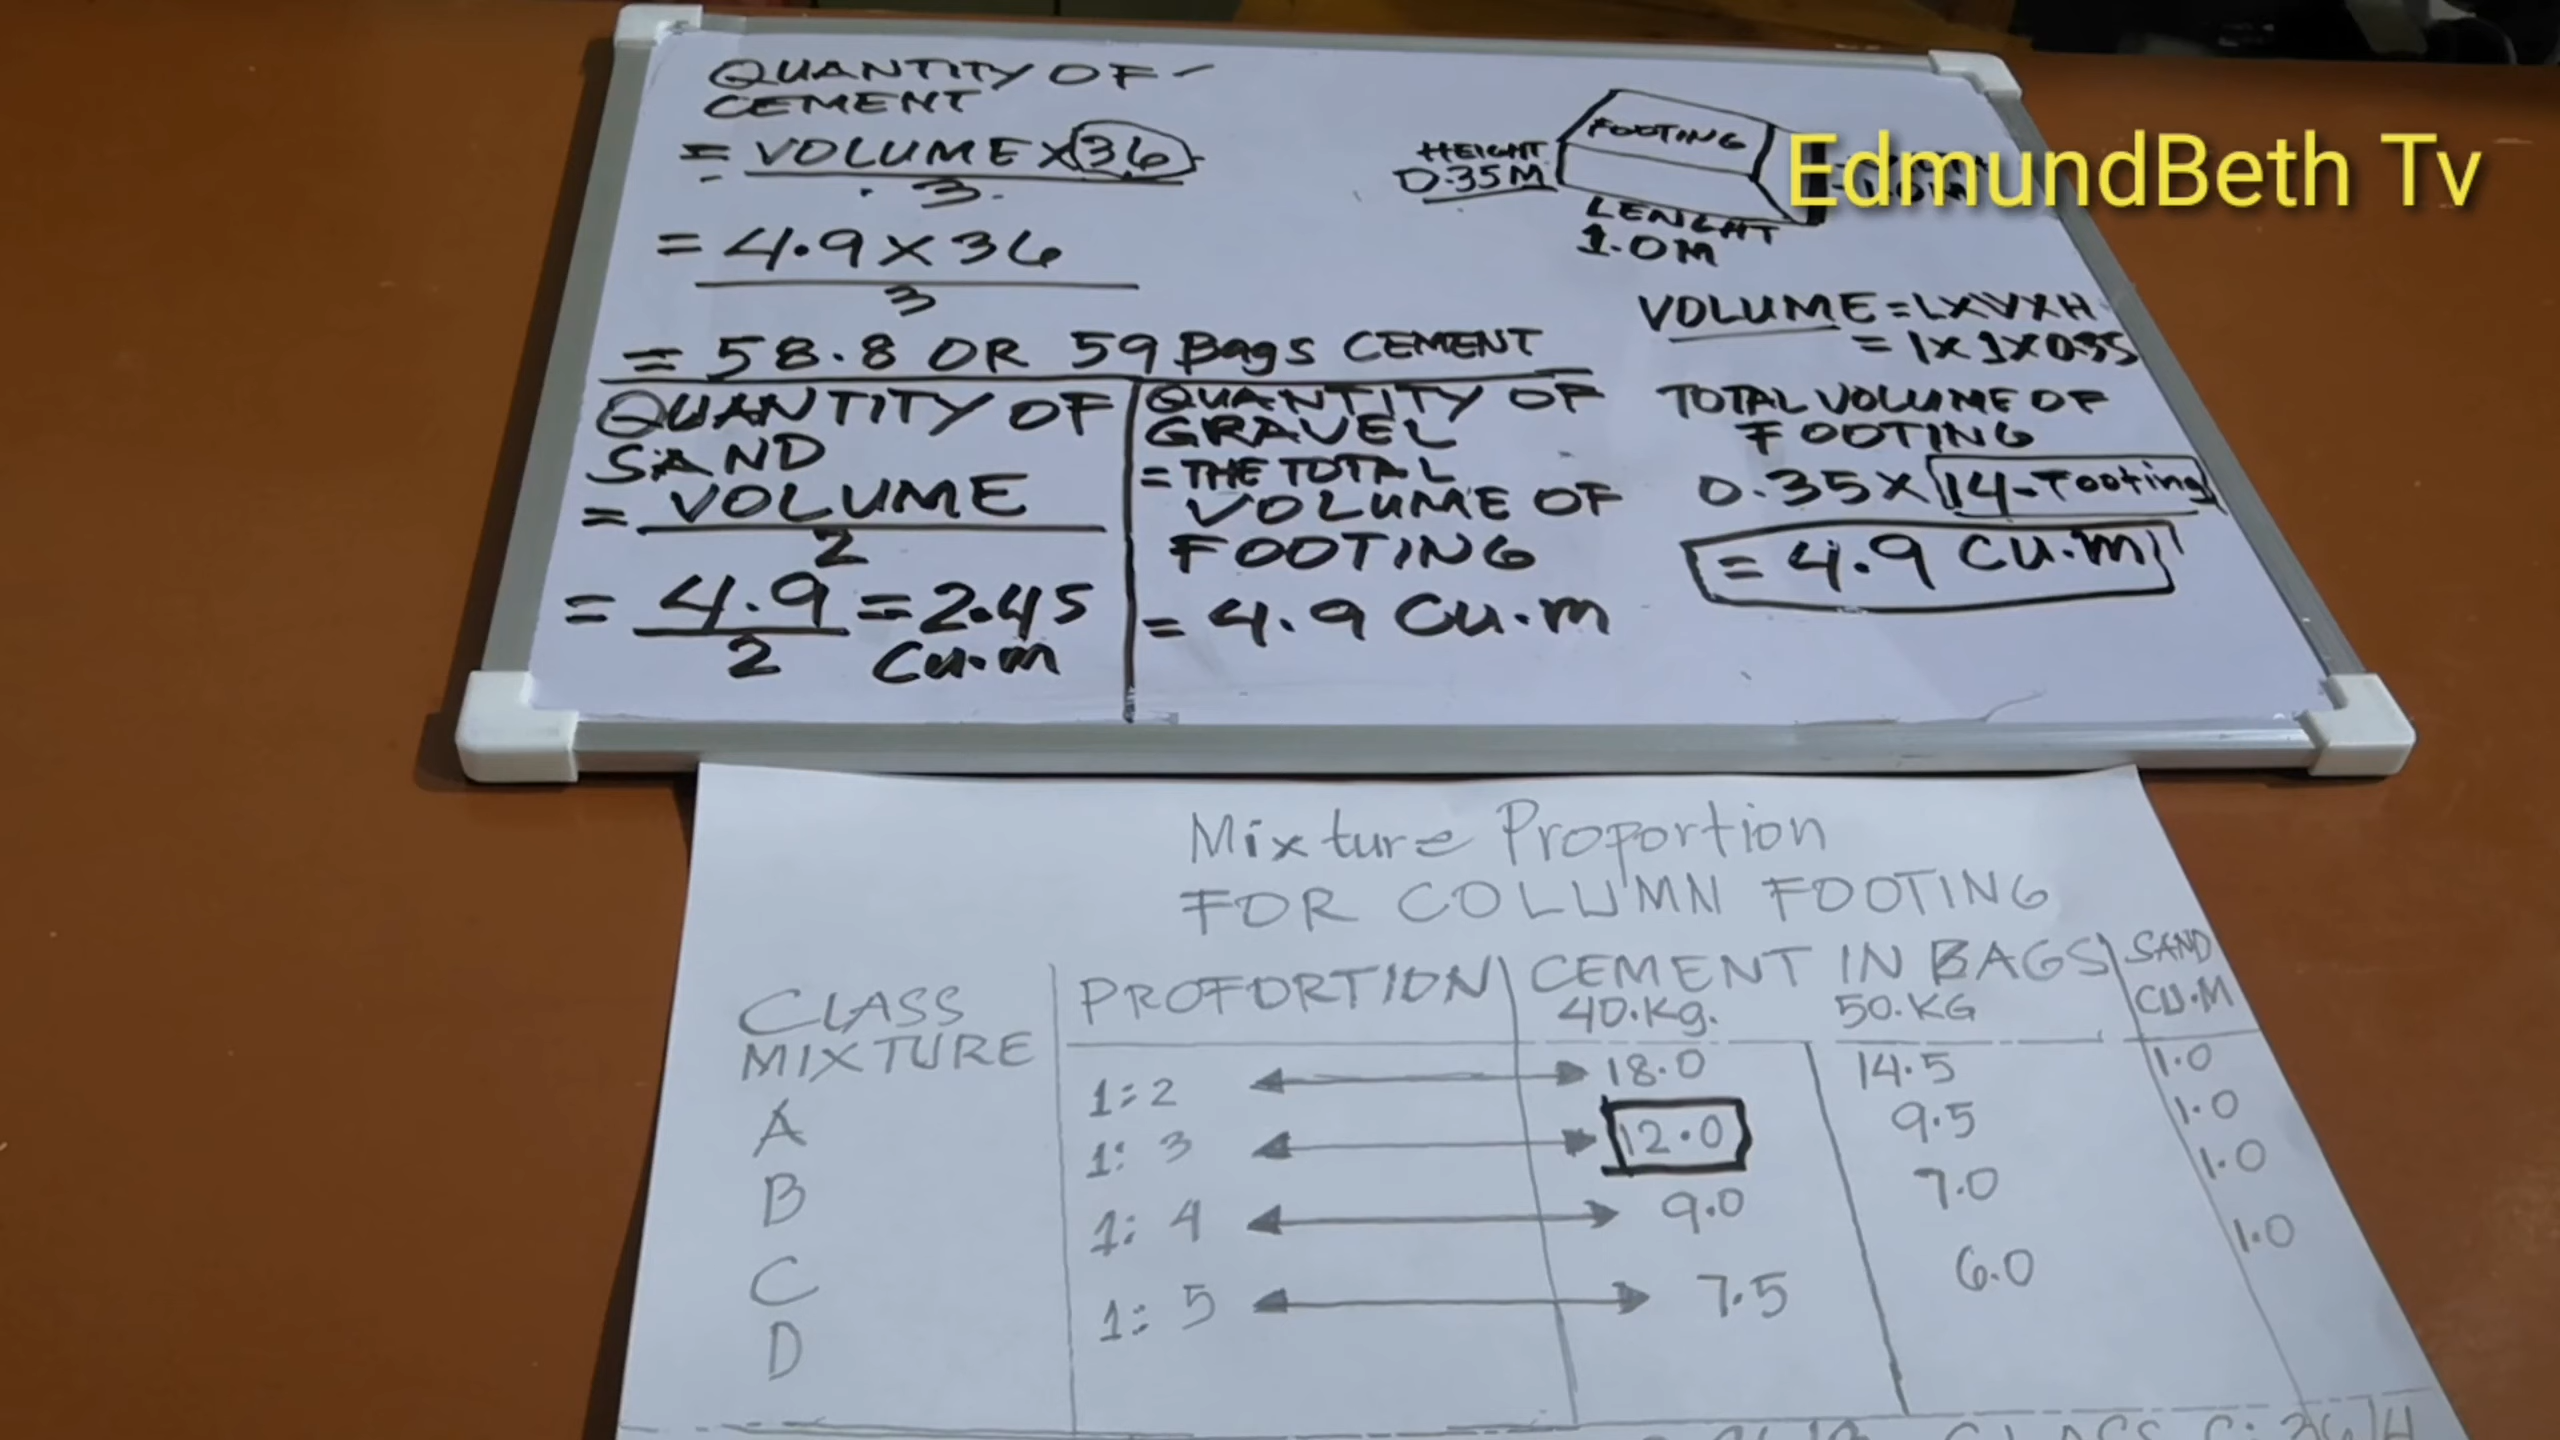 QUANTITY OF
CEMENT
= VOLUME X 36
3
= 4.9 X 36
3
= 58.8 OR 59 Bags CEMENT
QUANTITY OF
SAND
= VOLUME
2
= 4.9 = 2.45
2 Cu.m
QUANTITY OF
GRAVEL
= THE TOTAL
VOLUME OF
FOOTING
= 4.9 Cu.m
FOOTING
HEIGHT
0.35M
LENGHT
1.0M
EdmundBeth Tv
VOLUME = LXWXH
= 1X1X0.35
TOTAL VOLUME OF
FOOTING
0.35 X 14-Footing
= 4.9 CU.m
Mixture Proportion
FOR COLUMN FOOTING
CLASS MIXTURE PROFORTION CEMENT IN BAGS SAND CU.M
40.Kg. 50.KG
A 1:2 18.0 14.5 1.0
B 1:3 12.0 9.5 1.0
C 1:4 9.0 7.0 1.0
D 1:5 7.5 6.0 1.0
CLASS C: